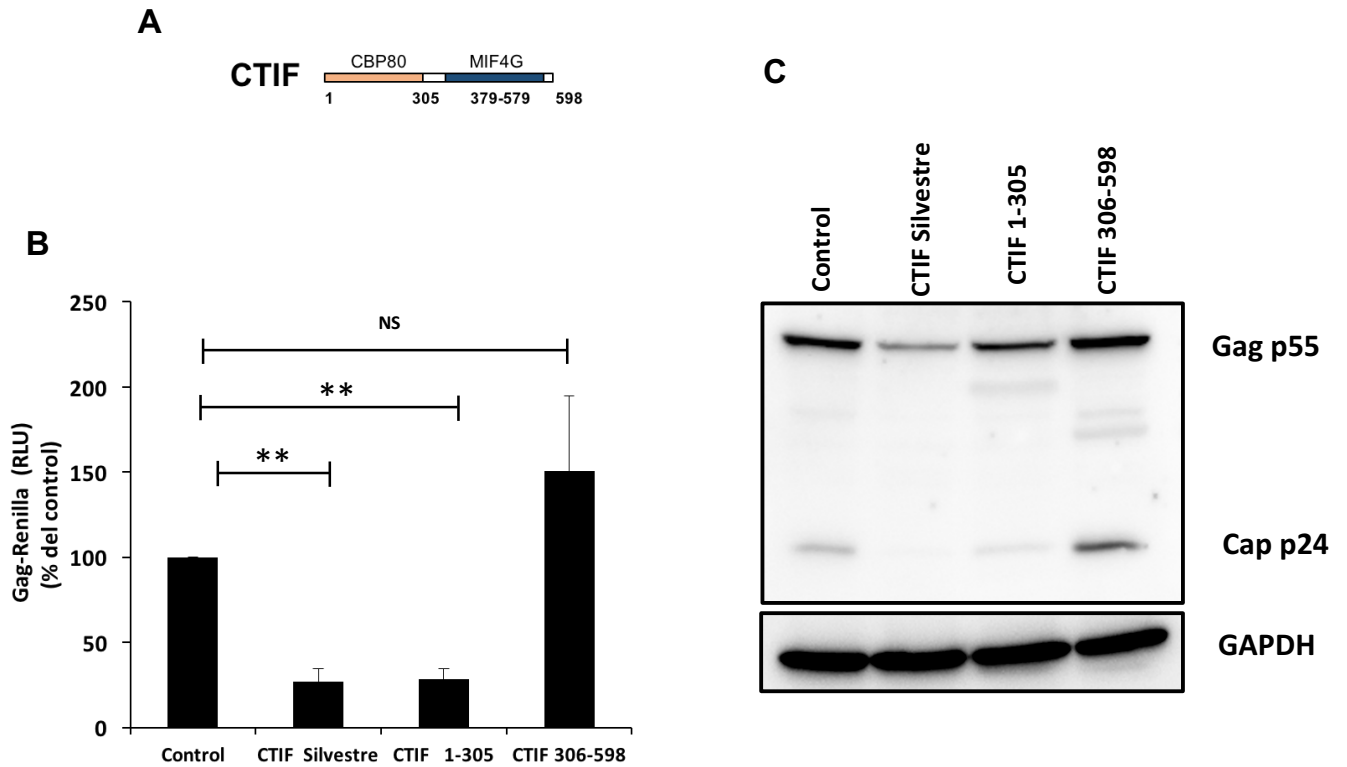 A
CTIF
CBP80 MIF4G
1 305 379-579 598
B
250
200
150
100
50
0
Gag-Renilla (RLU)
(% del control)
NS
**
**
Control CTIF Silvestre CTIF 1-305 CTIF 306-598
C
Control
CTIF Silvestre
CTIF 1-305
CTIF 306-598
Gag p55
Cap p24
GAPDH